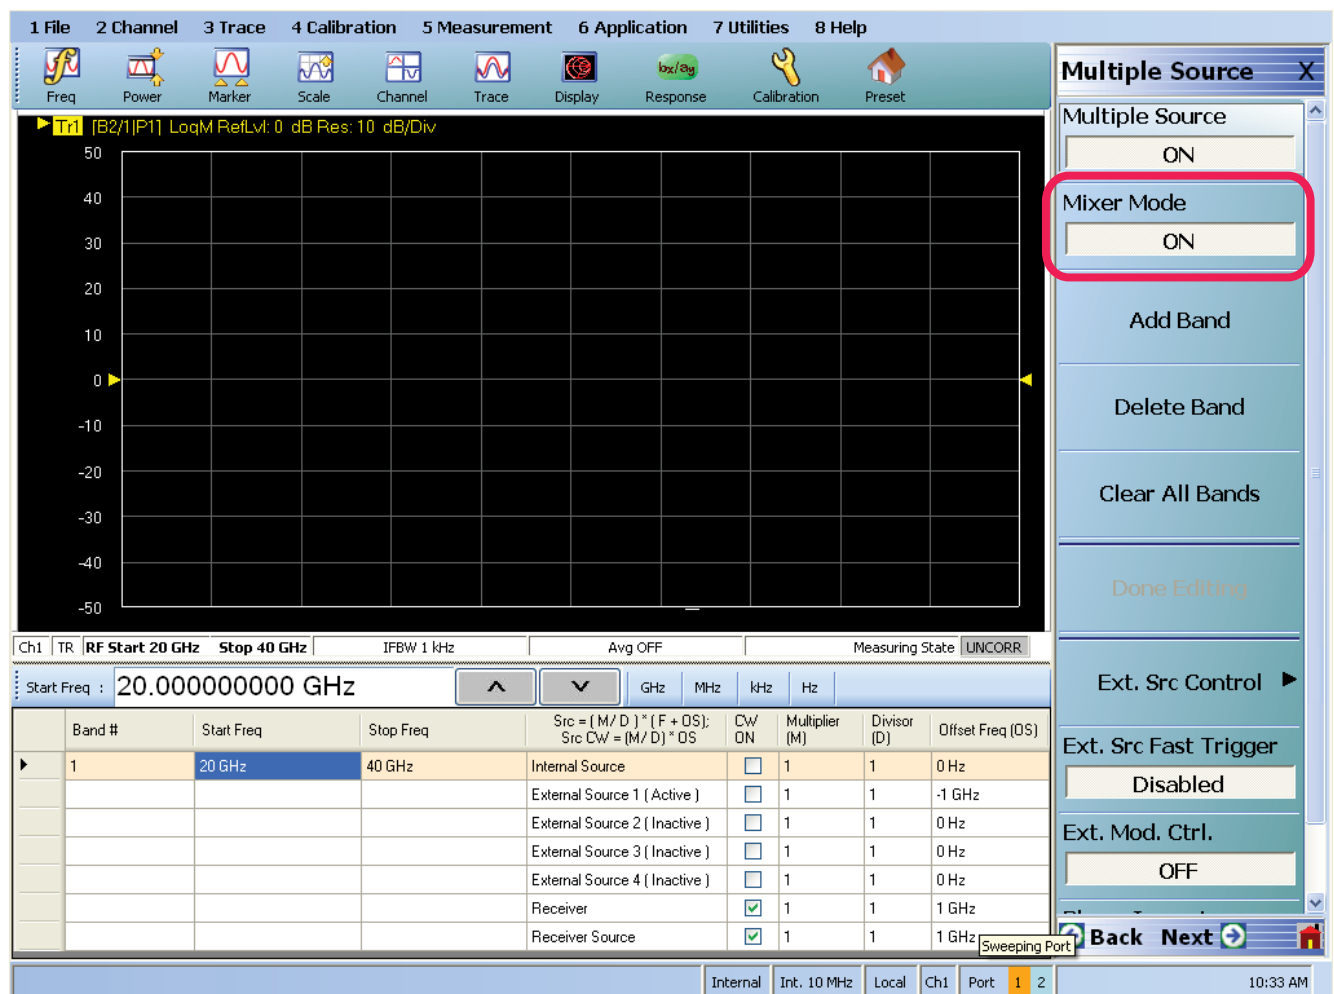 1 File 2 Channel 3 Trace 4 Calibration 5 Measurement 6 Application 7 Utilities 8 Help
Freq Power Marker Scale Channel Trace Display Response Calibration Preset
bx/ay
Tr1 [B2/1|P1] LogM RefLvl: 0 dB Res: 10 dB/Div
50
40
30
20
10
0
-10
-20
-30
-40
-50
Ch1 TR RF Start 20 GHz Stop 40 GHz IFBW 1 kHz Avg OFF Measuring State UNCORR
Start Freq : 20.000000000 GHz GHz MHz kHz Hz
Band # Start Freq Stop Freq Src = ( M / D ) * ( F + OS); CW Multiplier Divisor Offset Freq (OS)
Src CW = (M / D) * OS ON (M) (D)
1 20 GHz 40 GHz Internal Source 1 1 0 Hz
External Source 1 ( Active ) 1 1 -1 GHz
External Source 2 ( Inactive ) 1 1 0 Hz
External Source 3 ( Inactive ) 1 1 0 Hz
External Source 4 ( Inactive ) 1 1 0 Hz
Receiver 1 1 1 GHz
Receiver Source 1 1 1 GHz
Sweeping Port
Multiple Source X
Multiple Source
ON
Mixer Mode
ON
Add Band
Delete Band
Clear All Bands
Done Editing
Ext. Src Control
Ext. Src Fast Trigger
Disabled
Ext. Mod. Ctrl.
OFF
Back Next
Internal Int. 10 MHz Local Ch1 Port 1 2 10:33 AM